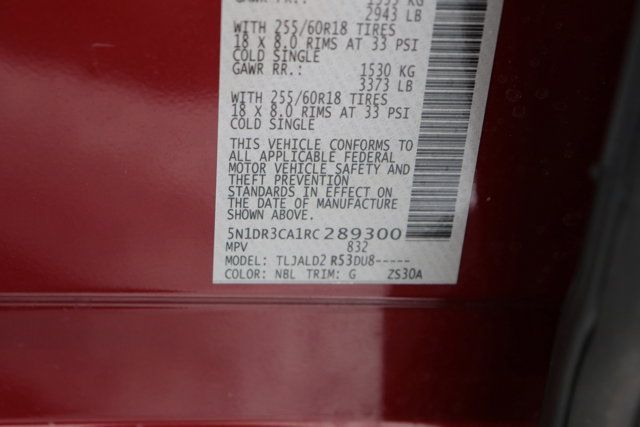 KG
2943 LB
WITH 255/60R18 TIRES
18 X 8.0 RIMS AT 33 PSI
COLD SINGLE
GAWR RR.: 1530 KG
3373 LB
WITH 255/60R18 TIRES
18 X 8.0 RIMS AT 33 PSI
COLD SINGLE
THIS VEHICLE CONFORMS TO
ALL APPLICABLE FEDERAL
MOTOR VEHICLE SAFETY AND
THEFT PREVENTION
STANDARDS IN EFFECT ON
THE DATE OF MANUFACTURE
SHOWN ABOVE.
5N1DR3CA1RC289300
MPV 832
MODEL: TLJALD2 R53DU8-----
COLOR: NBL TRIM: G ZS30A